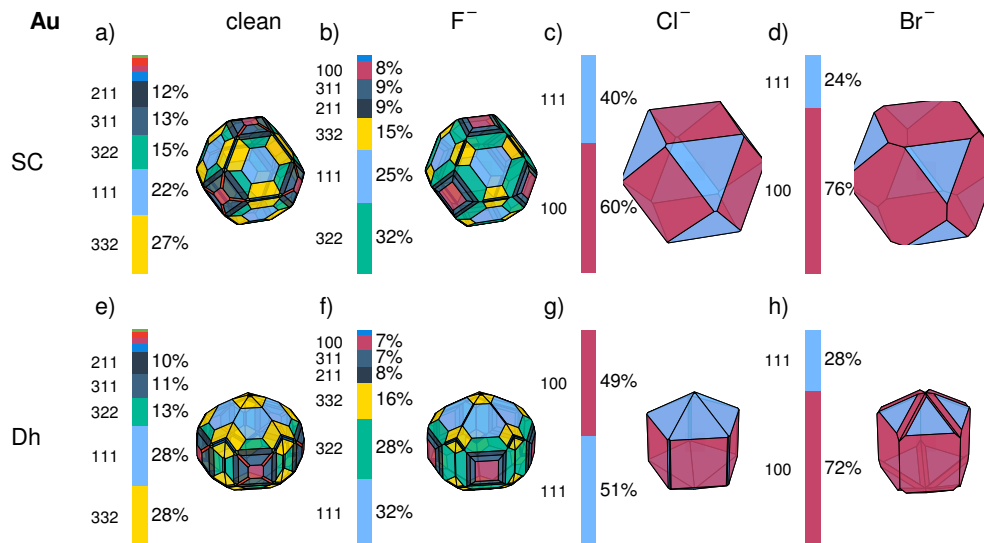 Au
clean
F⁻
Cl⁻
Br⁻
SC
a)
211 12%
311 13%
322 15%
111 22%
332 27%
b)
100 8%
311 9%
211 9%
332 15%
111 25%
322 32%
c)
111 40%
100 60%
d)
111 24%
100 76%
Dh
e)
211 10%
311 11%
322 13%
111 28%
332 28%
f)
100 7%
311 7%
211 8%
332 16%
322 28%
111 32%
g)
100 49%
111 51%
h)
111 28%
100 72%